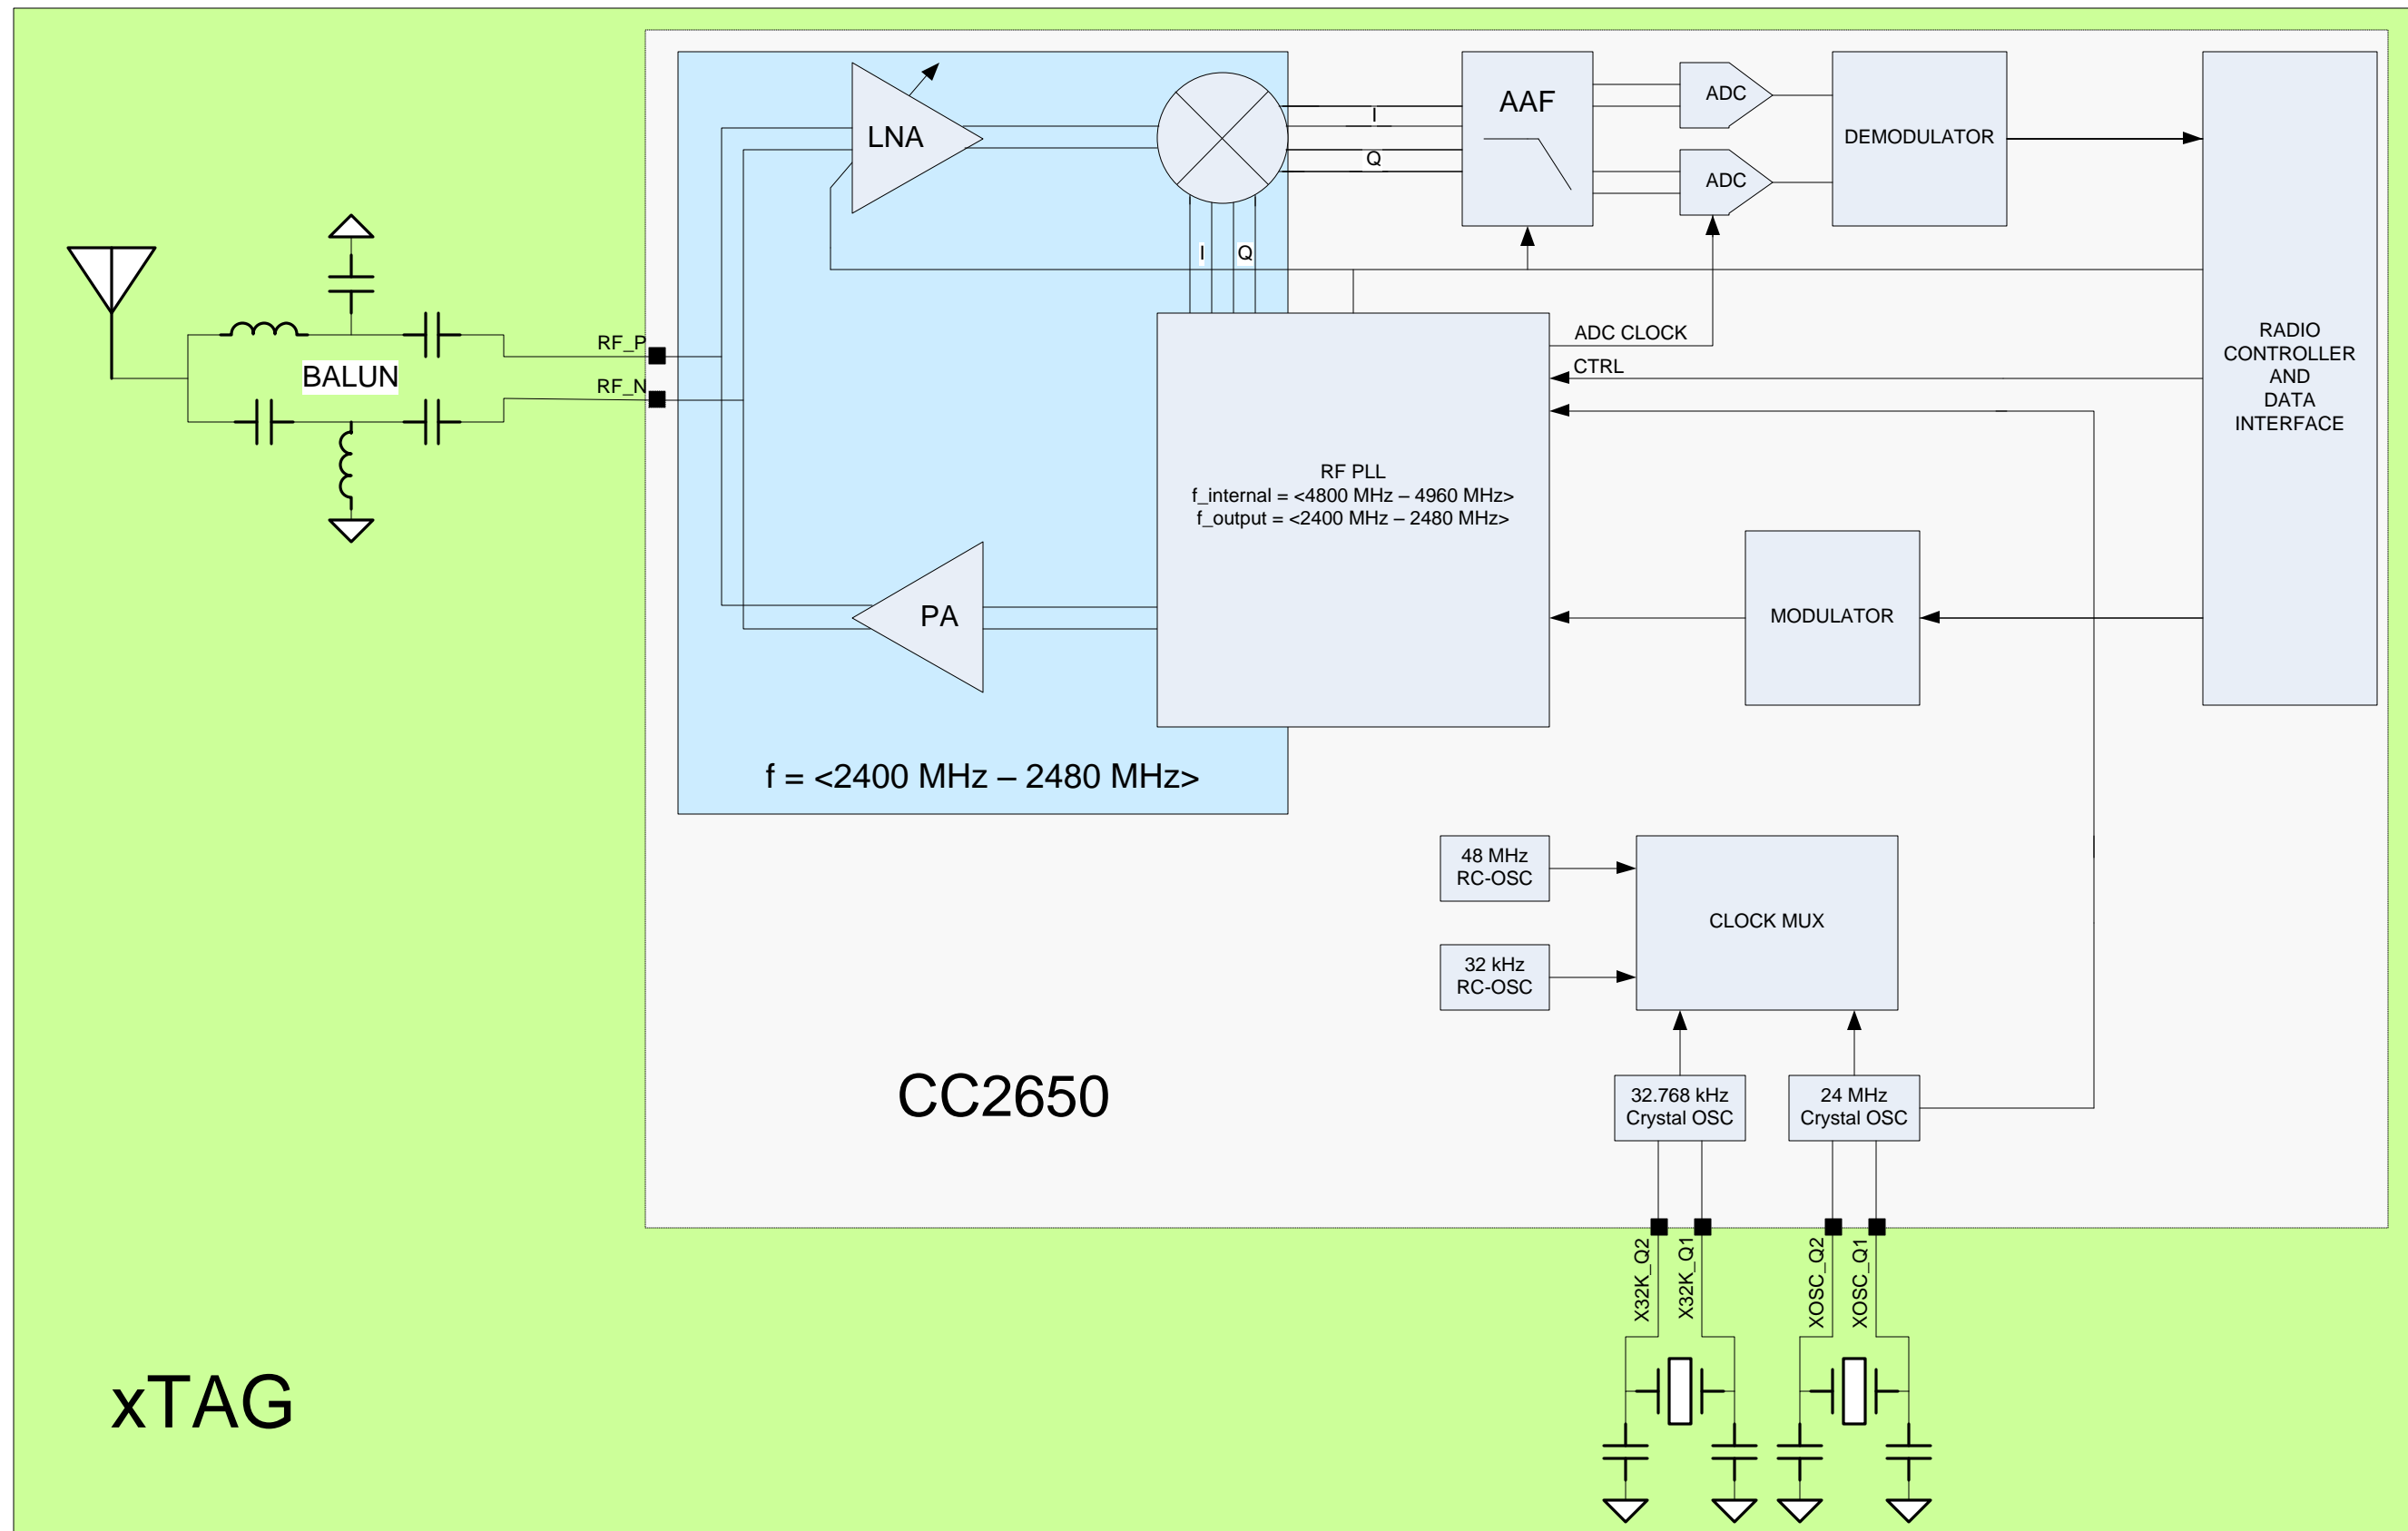 LNA
I
Q
AAF
ADC
ADC
DEMODULATOR
I
Q
RF_P
RF_N
BALUN
ADC CLOCK
CTRL
RADIO
CONTROLLER
AND
DATA
INTERFACE
RF PLL
f_internal = <4800 MHz – 4960 MHz>
f_output = <2400 MHz – 2480 MHz>
PA
MODULATOR
f = <2400 MHz – 2480 MHz>
48 MHz
RC-OSC
CLOCK MUX
32 kHz
RC-OSC
CC2650
32.768 kHz
Crystal OSC
24 MHz
Crystal OSC
X32K_Q2
X32K_Q1
XOSC_Q2
XOSC_Q1
xTAG